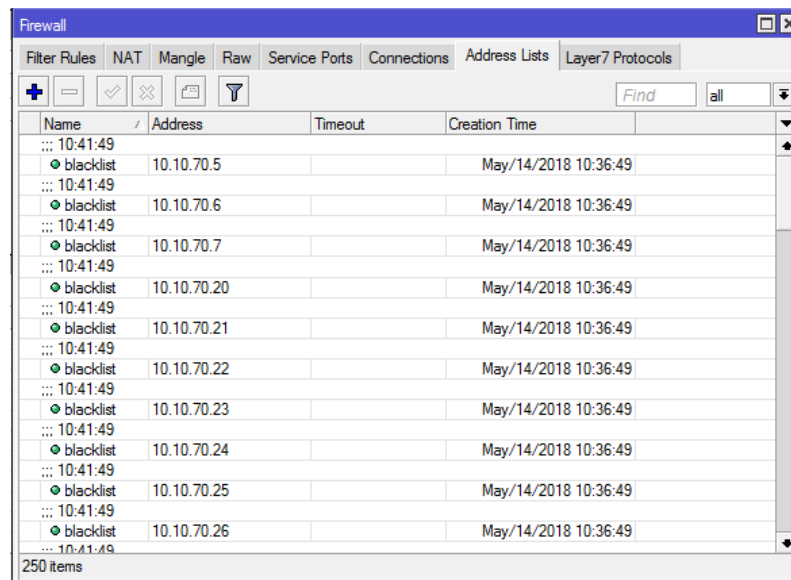 Firewall
Filter Rules NAT Mangle Raw Service Ports Connections Address Lists Layer7 Protocols
Find all
Name Address Timeout Creation Time
;;; 10:41:49
blacklist 10.10.70.5 May/14/2018 10:36:49
;;; 10:41:49
blacklist 10.10.70.6 May/14/2018 10:36:49
;;; 10:41:49
blacklist 10.10.70.7 May/14/2018 10:36:49
;;; 10:41:49
blacklist 10.10.70.20 May/14/2018 10:36:49
;;; 10:41:49
blacklist 10.10.70.21 May/14/2018 10:36:49
;;; 10:41:49
blacklist 10.10.70.22 May/14/2018 10:36:49
;;; 10:41:49
blacklist 10.10.70.23 May/14/2018 10:36:49
;;; 10:41:49
blacklist 10.10.70.24 May/14/2018 10:36:49
;;; 10:41:49
blacklist 10.10.70.25 May/14/2018 10:36:49
;;; 10:41:49
blacklist 10.10.70.26 May/14/2018 10:36:49
;;; 10:41:49
250 items